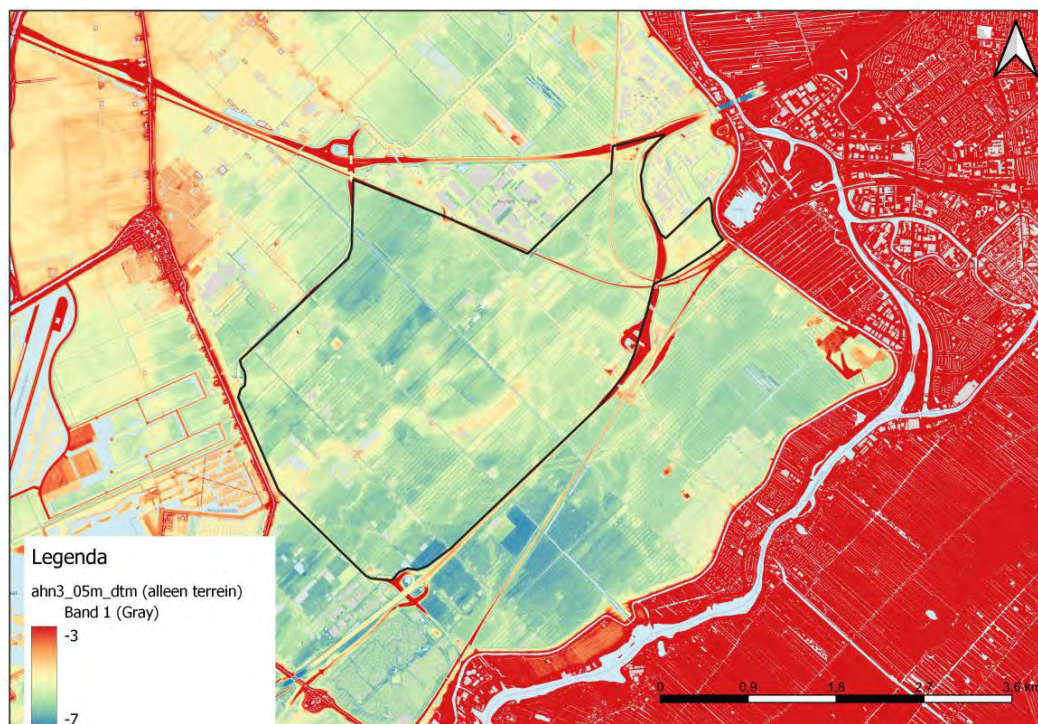 Legenda
ahn3_05m_dtm (alleen terrein)
Band 1 (Gray)
-3
-7
0 0,9 1,8 2,7 3,6 km